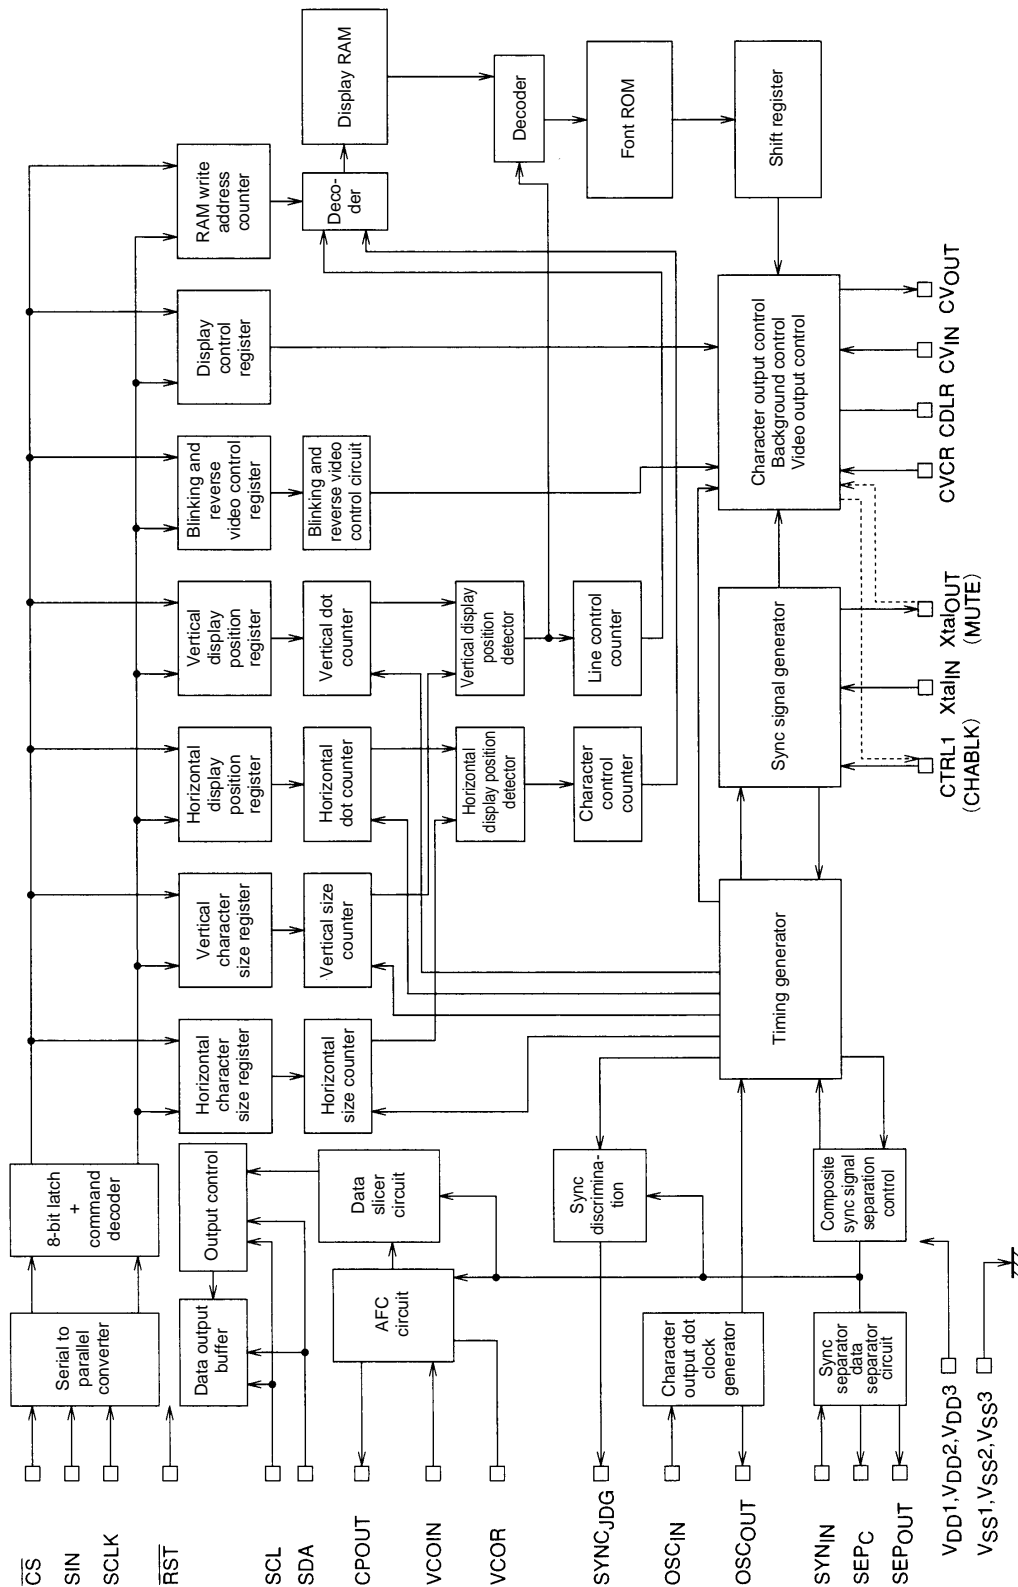 CS
SIN
SCLK
RST
SCL
SDA
CPOUT
VCOIN
VCOR
SYNCJDG
OSCIN
OSCOUT
SYNIN
SEPC
SEPOUT
VDD1, VDD2, VDD3
VSS1, VSS2, VSS3
Serial to
parallel
converter
8-bit latch
+
command
decoder
Data output
buffer
Output control
AFC
circuit
Data
slicer
circuit
Sync
discrimina-
tion
Character
output dot
clock
generator
Sync
separator
data
separator
circuit
Composite
sync signal
separation
control
Horizontal
character
size register
Horizontal
size counter
Vertical
character
size register
Vertical size
counter
Horizontal
display
position
register
Horizontal
dot counter
Horizontal
display position
detector
Character
control
counter
Vertical
display
position
register
Vertical dot
counter
Vertical display
position
detector
Line control
counter
Blinking and
reverse
video control
register
Blinking and
reverse video
control circuit
Display
control
register
RAM write
address
counter
Deco-
der
Display RAM
Decoder
Font ROM
Shift register
Timing generator
Sync signal generator
Character output control
Background control
Video output control
CTRL1
(CHABLK)
XtalIN
XtalOUT
(MUTE)
CVCR
CDLR
CVIN
CVOUT